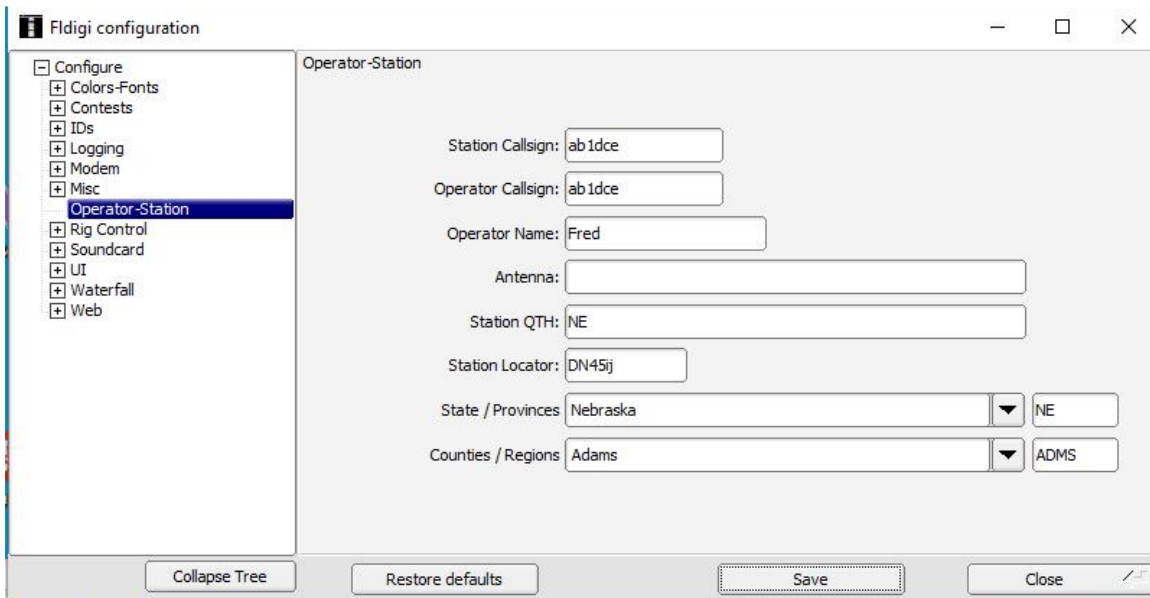 Fldigi configuration
Configure
Colors-Fonts
Contests
IDs
Logging
Modem
Misc
Operator-Station
Rig Control
Soundcard
UI
Waterfall
Web
Operator-Station
Station Callsign: ab1dce
Operator Callsign: ab1dce
Operator Name: Fred
Antenna:
Station QTH: NE
Station Locator: DN45ij
State / Provinces Nebraska NE
Counties / Regions Adams ADMS
Collapse Tree Restore defaults Save Close